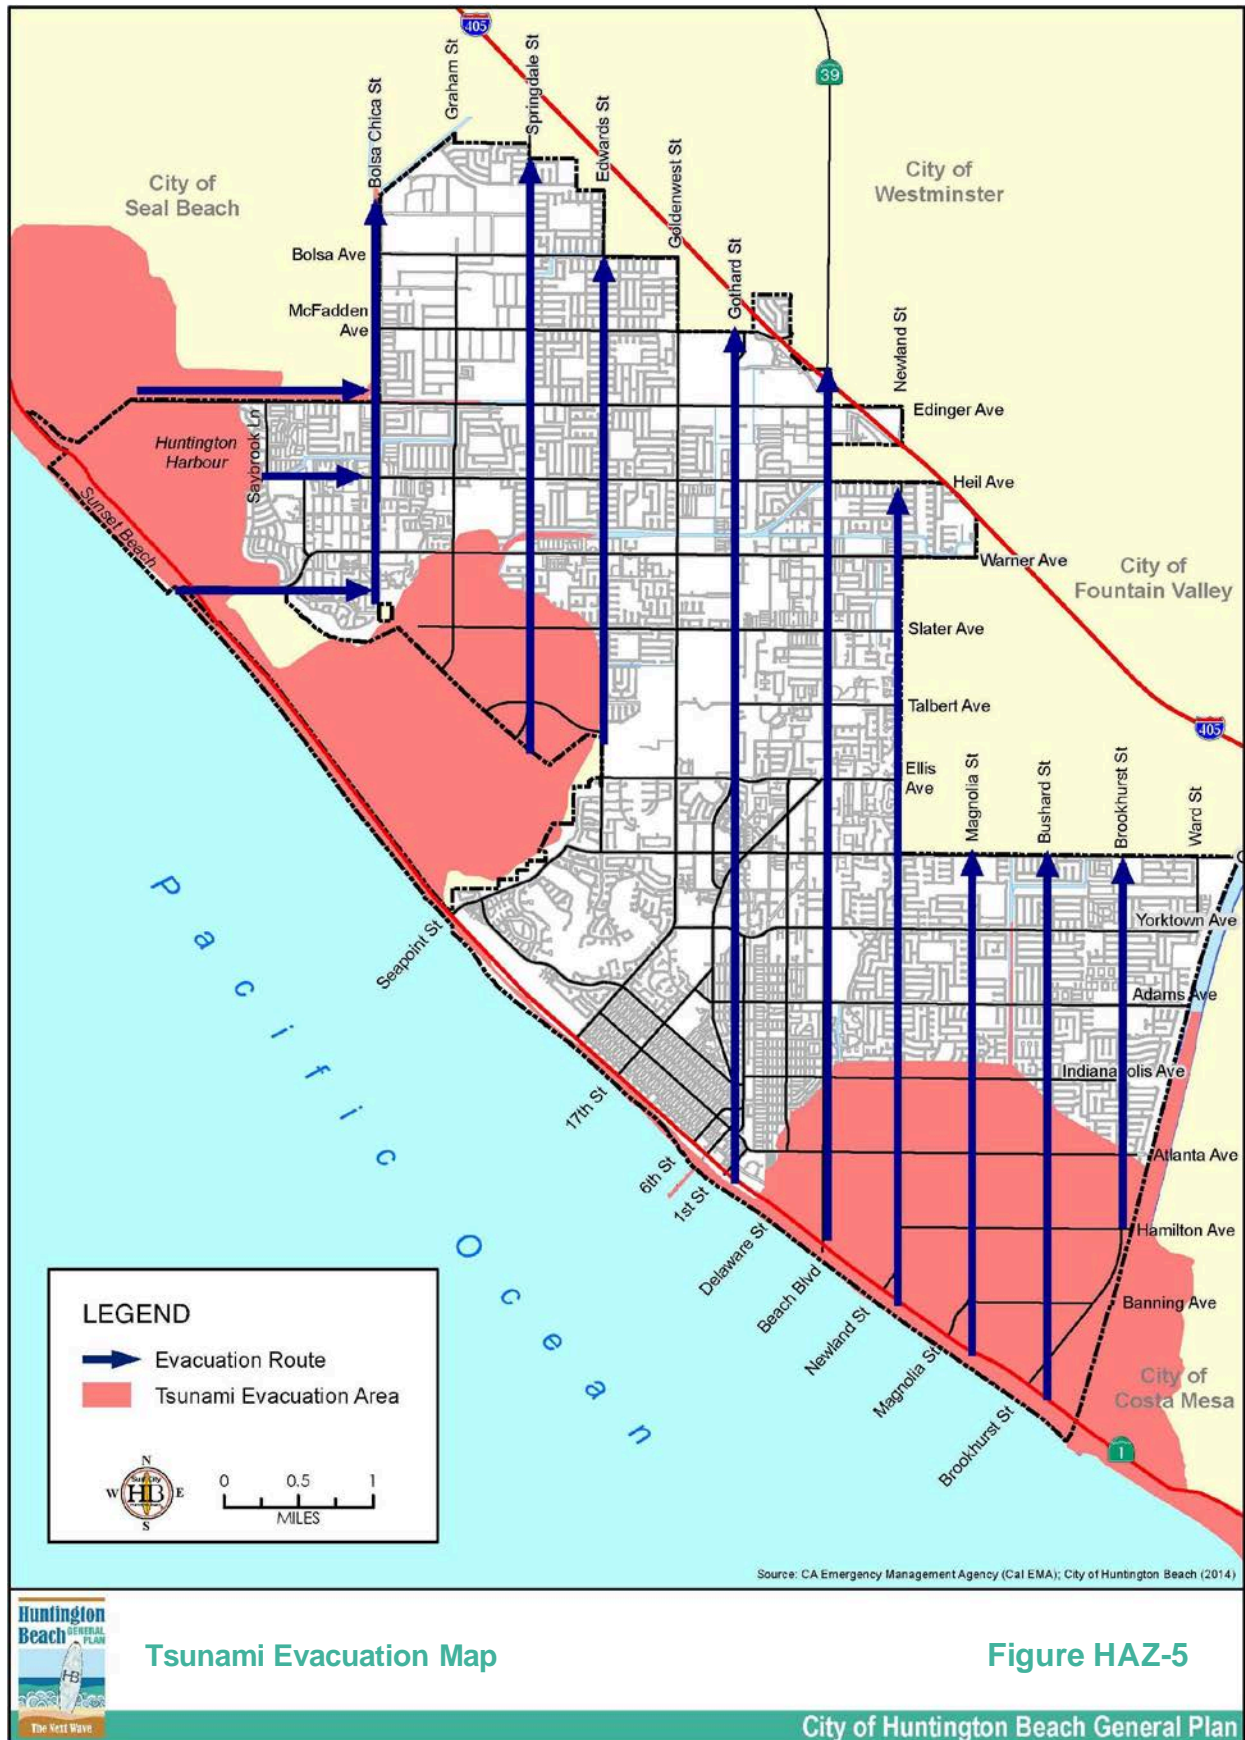 405
Graham St
Springdale St
39
Bolsa Chica St
Edwards St
City of
Seal Beach
City of
Westminster
Goldenwest St
Gothard St
Bolsa Ave
McFadden
Ave
Newland St
Edinger Ave
Saybrook Ln
Huntington
Harbour
Heil Ave
Sunset Beach
Warner Ave
City of
Fountain Valley
Slater Ave
Talbert Ave
405
Ellis
Ave
Magnolia St
Bushard St
Brookhurst St
Ward St
Pacific Ocean
Seapoint St
Yorktown Ave
Adams Ave
Indianapolis Ave
17th St
Atlanta Ave
6th St
1st St
Hamilton Ave
Delaware St
Beach Blvd
Banning Ave
Newland St
Magnolia St
City of
Costa Mesa
Brookhurst St
1
LEGEND
Evacuation Route
Tsunami Evacuation Area
N
W
HB
E
S
0 0.5 1
MILES
Source: CA Emergency Management Agency (Cal EMA); City of Huntington Beach (2014)
Huntington
Beach GENERAL
PLAN
HB
The Next Wave
Tsunami Evacuation Map
Figure HAZ-5
City of Huntington Beach General Plan